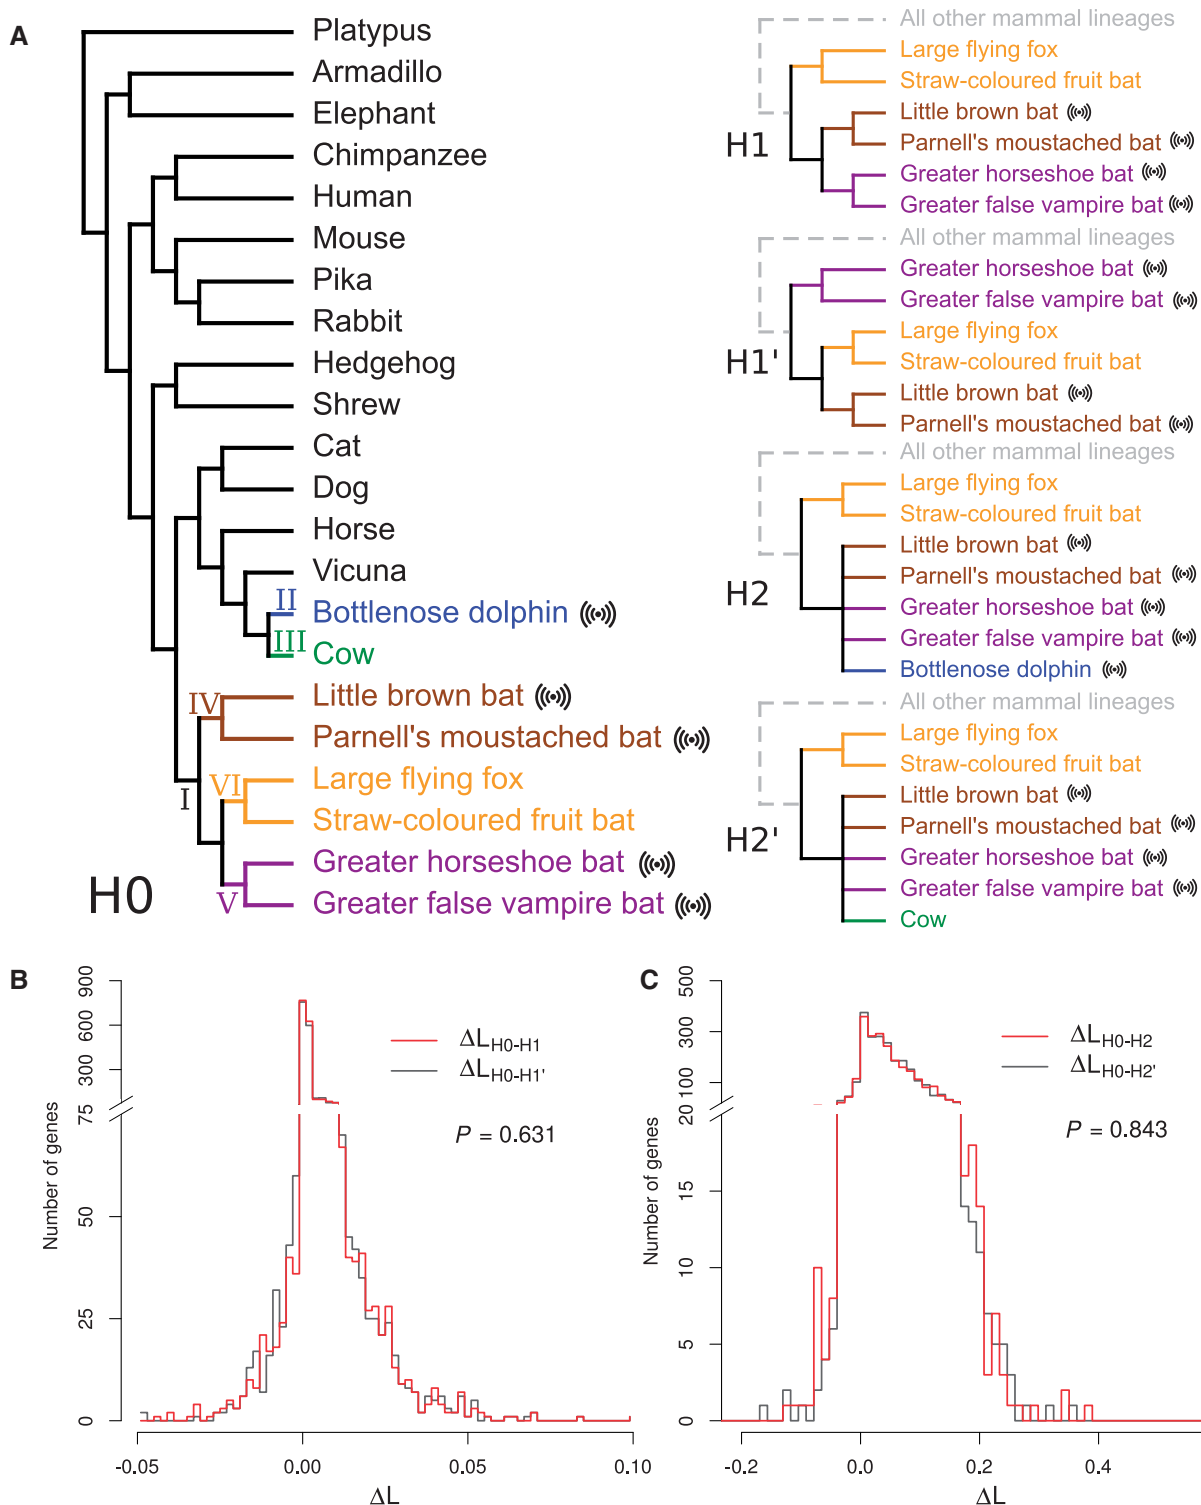 A
Platypus
Armadillo
Elephant
Chimpanzee
Human
Mouse
Pika
Rabbit
Hedgehog
Shrew
Cat
Dog
Horse
Vicuna
II
Bottlenose dolphin
III
Cow
IV
Little brown bat
Parnell's moustached bat
I
VI
Large flying fox
Straw-coloured fruit bat
Greater horseshoe bat
V
Greater false vampire bat
H0
All other mammal lineages
Large flying fox
Straw-coloured fruit bat
Little brown bat
H1
Parnell's moustached bat
Greater horseshoe bat
Greater false vampire bat
All other mammal lineages
Greater horseshoe bat
Greater false vampire bat
Large flying fox
H1'
Straw-coloured fruit bat
Little brown bat
Parnell's moustached bat
All other mammal lineages
Large flying fox
Straw-coloured fruit bat
Little brown bat
Parnell's moustached bat
H2
Greater horseshoe bat
Greater false vampire bat
Bottlenose dolphin
All other mammal lineages
Large flying fox
Straw-coloured fruit bat
Little brown bat
Parnell's moustached bat
H2'
Greater horseshoe bat
Greater false vampire bat
Cow
B
900
600
300
75
50
25
0
Number of genes
ΔLH0-H1
ΔLH0-H1'
P = 0.631
-0.05 0.00 0.05 0.10
ΔL
C
500
300
100
20
15
10
5
0
Number of genes
ΔLH0-H2
ΔLH0-H2'
P = 0.843
-0.2 0.0 0.2 0.4
ΔL